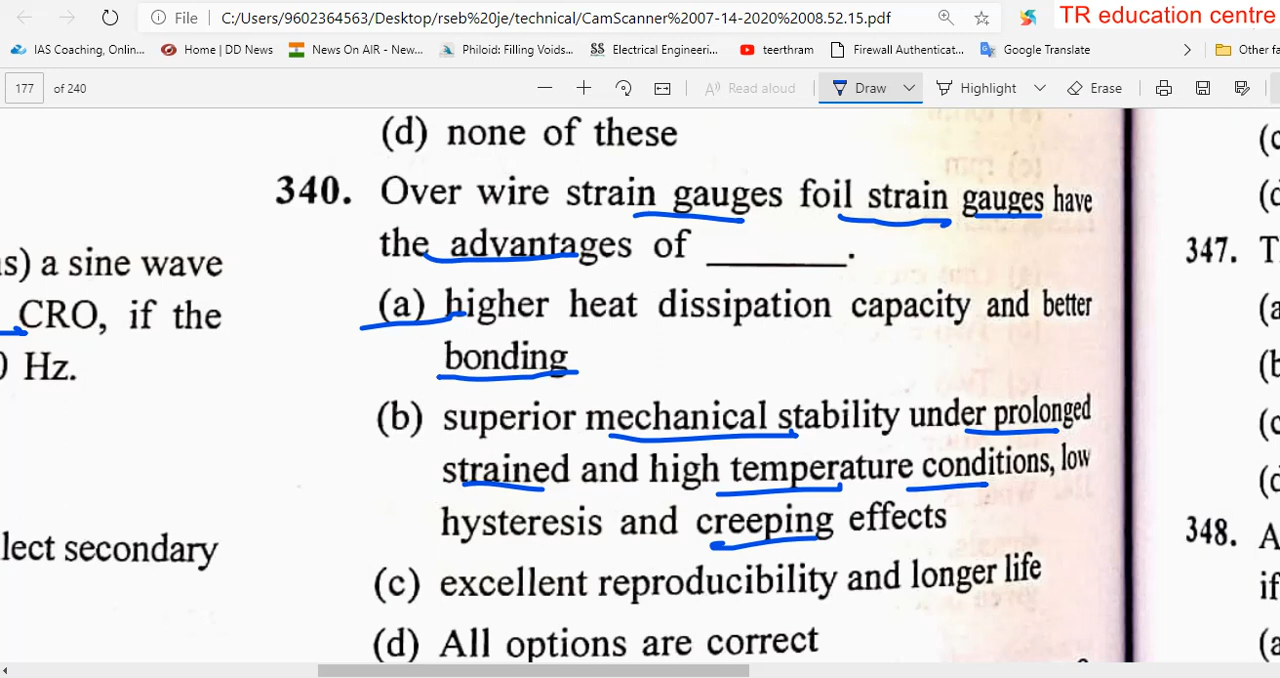 File C:/Users/9602364563/Desktop/rseb%20je/technical/CamScanner%2007-14-2020%2008.52.15.pdf TR education centre
IAS Coaching, Onlin... Home | DD News News On AIR - New... Philoid: Filling Voids... Electrical Engineeri... teerthram Firewall Authenticat... Google Translate Other fa
177 of 240 Read aloud Draw Highlight Erase
(d) none of these
340. Over wire strain gauges foil strain gauges have
the advantages of ________.
(a) higher heat dissipation capacity and better
bonding
(b) superior mechanical stability under prolonged
strained and high temperature conditions, low
hysteresis and creeping effects
(c) excellent reproducibility and longer life
(d) All options are correct
s) a sine wave
CRO, if the
) Hz.
lect secondary
(c
(d
347. T
(a
(b
(c
(d
348. A
if
(a